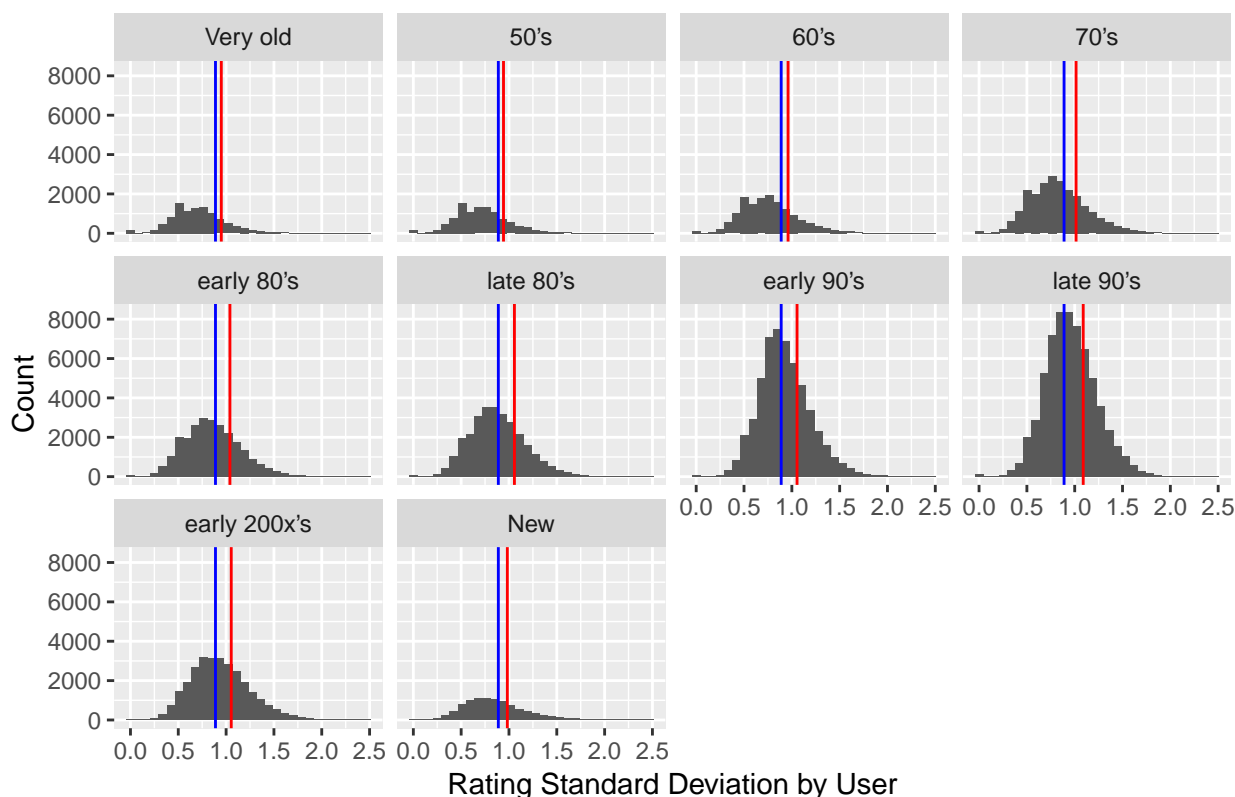 Very old
50's
60's
70's
8000
6000
4000
2000
0
early 80's
late 80's
early 90's
late 90's
8000
6000
4000
2000
0
0.0 0.5 1.0 1.5 2.0 2.5
0.0 0.5 1.0 1.5 2.0 2.5
early 200x's
New
8000
6000
4000
2000
0
0.0 0.5 1.0 1.5 2.0 2.5
0.0 0.5 1.0 1.5 2.0 2.5
Count
Rating Standard Deviation by User